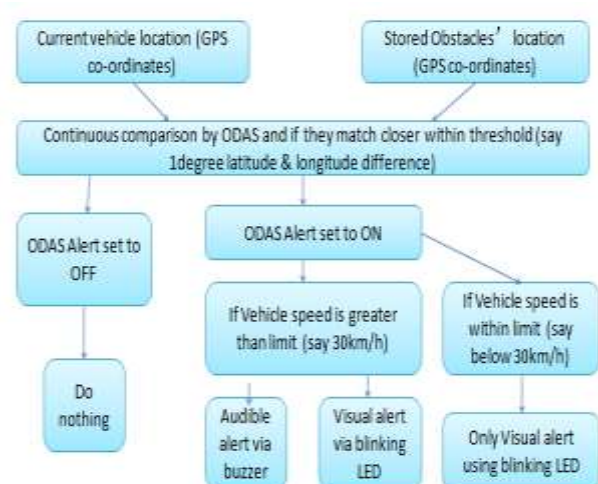 Current vehicle location (GPS
co-ordinates)
Stored Obstacles' location
(GPS co-ordinates)
Continuous comparison by ODAS and if they match closer within threshold (say
1degree latitude & longitude difference)
ODAS Alert set to
OFF
ODAS Alert set to ON
If Vehicle speed is greater
than limit (say 30km/h)
If Vehicle speed is
within limit (say
below 30km/h)
Do
nothing
Audible
alert via
buzzer
Visual alert
via blinking
LED
Only Visual alert
using blinking LED